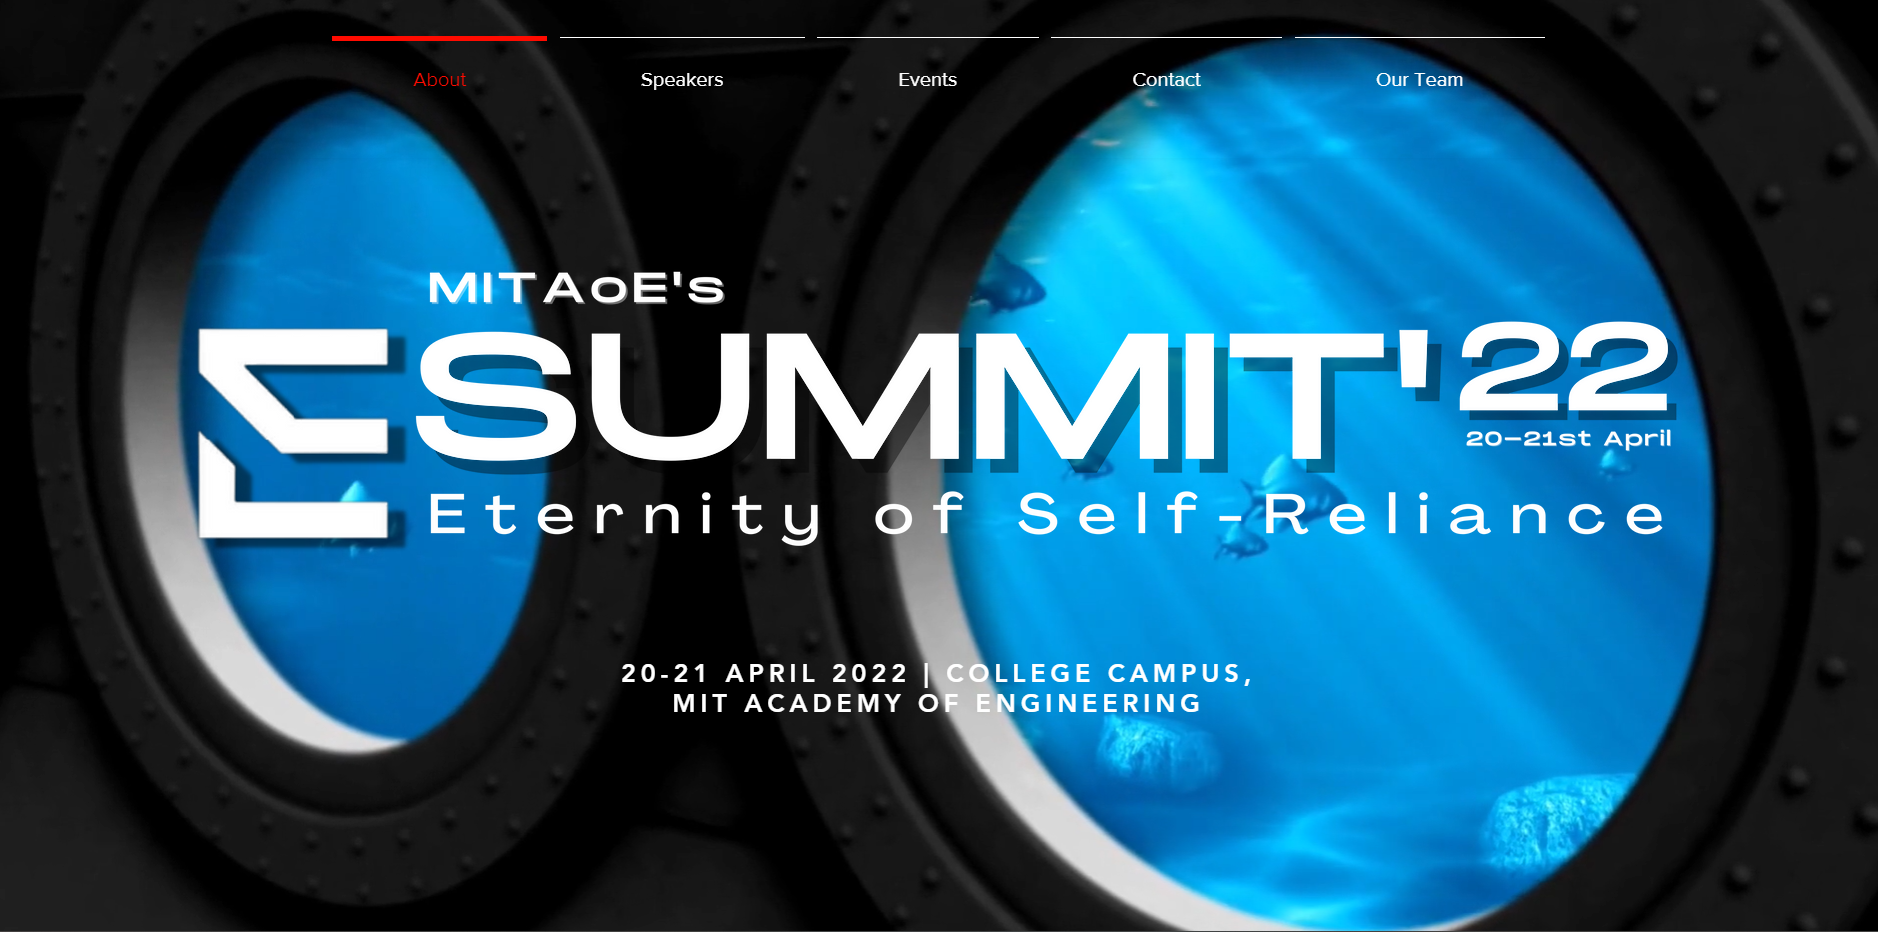 About
Speakers
Events
Contact
Our Team
MITAoE's
E SUMMIT'22
20-21st April
Eternity of Self-Reliance
20-21 APRIL 2022 | COLLEGE CAMPUS,
MIT ACADEMY OF ENGINEERING